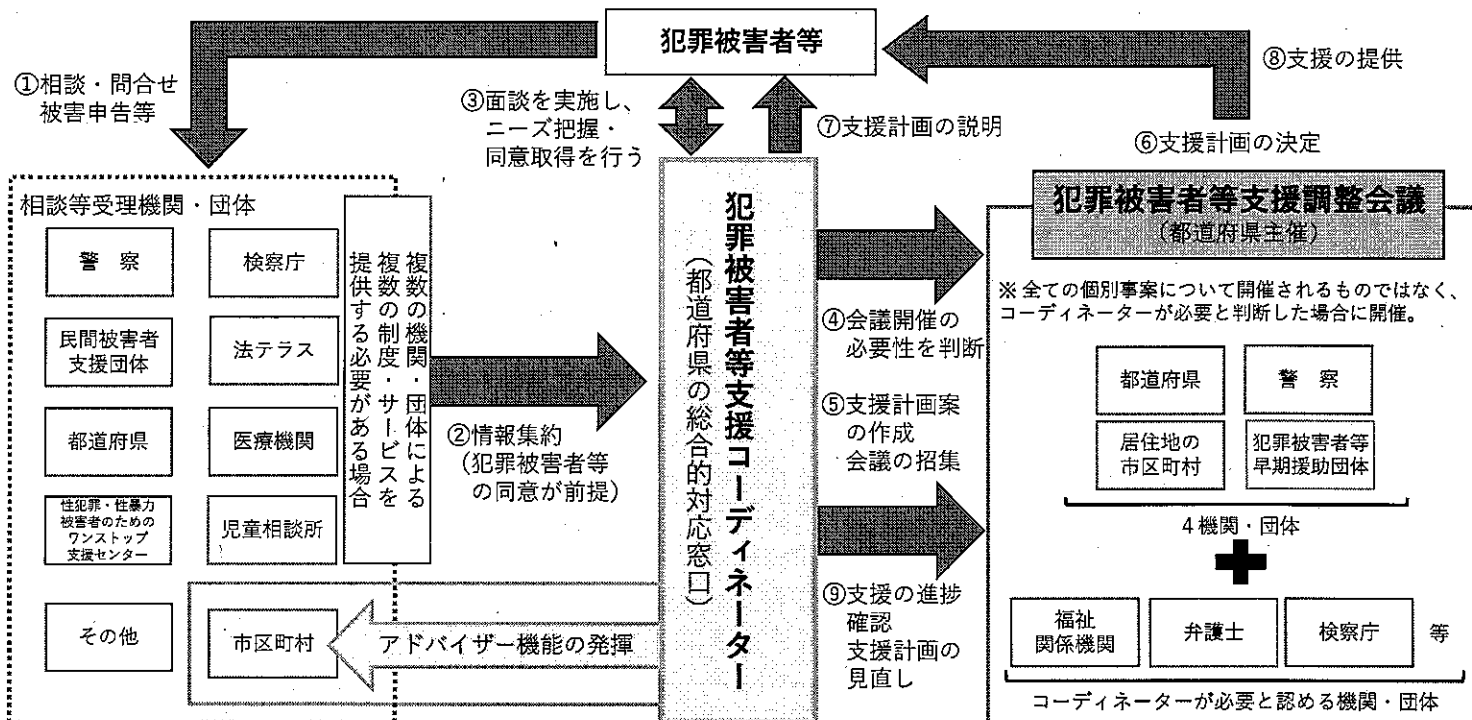 犯罪被害者等
①相談・問合せ
被害申告等
③面談を実施し、
ニーズ把握・
同意取得を行う
⑦支援計画の説明
⑧支援の提供
⑥支援計画の決定
相談等受理機関・団体
警 察
検察庁
民間被害者
支援団体
法テラス
都道府県
医療機関
性犯罪・性暴力
被害者のための
ワンストップ
支援センター
児童相談所
その他
市区町村
複数の機関・団体による
複数の制度・サービスを
提供する必要がある場合
②情報集約
(犯罪被害者等
の同意が前提)
アドバイザー機能の発揮
犯罪被害者等支援コーディネーター
(都道府県の総合的対応窓口)
④会議開催の
必要性を判断
⑤支援計画案
の作成
会議の招集
⑨支援の進捗
確認
支援計画の
見直し
犯罪被害者等支援調整会議
(都道府県主催)
※全ての個別事案について開催されるものではなく、
コーディネーターが必要と判断した場合に開催。
都道府県
警 察
居住地の
市区町村
犯罪被害者等
早期援助団体
4機関・団体
福祉
関係機関
弁護士
検察庁
等
コーディネーターが必要と認める機関・団体